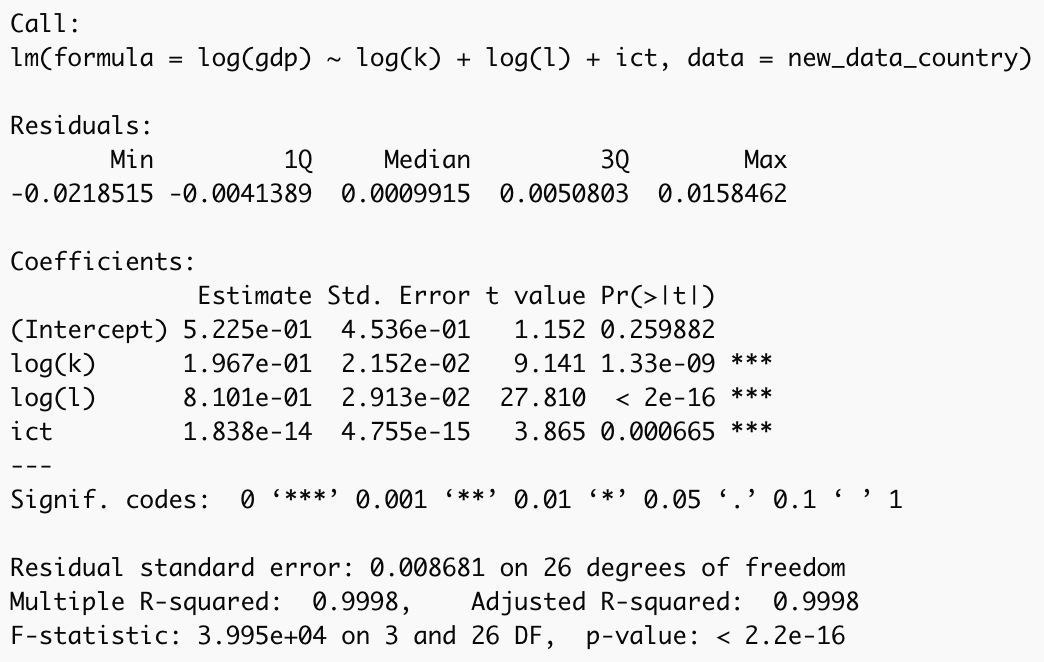 Call:
lm(formula = log(gdp) ~ log(k) + log(l) + ict, data = new_data_country)
Residuals:
Min 1Q Median 3Q Max
-0.0218515 -0.0041389 0.0009915 0.0050803 0.0158462
Coefficients:
Estimate Std. Error t value Pr(>|t|)
(Intercept) 5.225e-01 4.536e-01 1.152 0.259882
log(k) 1.967e-01 2.152e-02 9.141 1.33e-09 ***
log(l) 8.101e-01 2.913e-02 27.810 < 2e-16 ***
ict 1.838e-14 4.755e-15 3.865 0.000665 ***
---
Signif. codes: 0 ‘***’ 0.001 ‘**’ 0.01 ‘*’ 0.05 ‘.’ 0.1 ‘ ’ 1
Residual standard error: 0.008681 on 26 degrees of freedom
Multiple R-squared: 0.9998, Adjusted R-squared: 0.9998
F-statistic: 3.995e+04 on 3 and 26 DF, p-value: < 2.2e-16